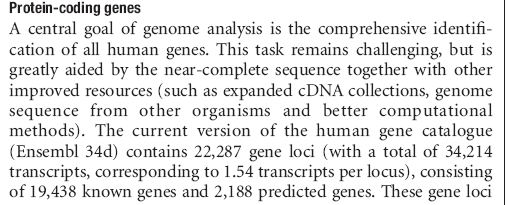 Protein-coding genes
A central goal of genome analysis is the comprehensive identifi-
cation of all human genes. This task remains challenging, but is
greatly aided by the near-complete sequence together with other
improved resources (such as expanded cDNA collections, genome
sequence from other organisms and better computational
methods). The current version of the human gene catalogue
(Ensembl 34d) contains 22,287 gene loci (with a total of 34,214
transcripts, corresponding to 1.54 transcripts per locus), consisting
of 19,438 known genes and 2,188 predicted genes. These gene loci